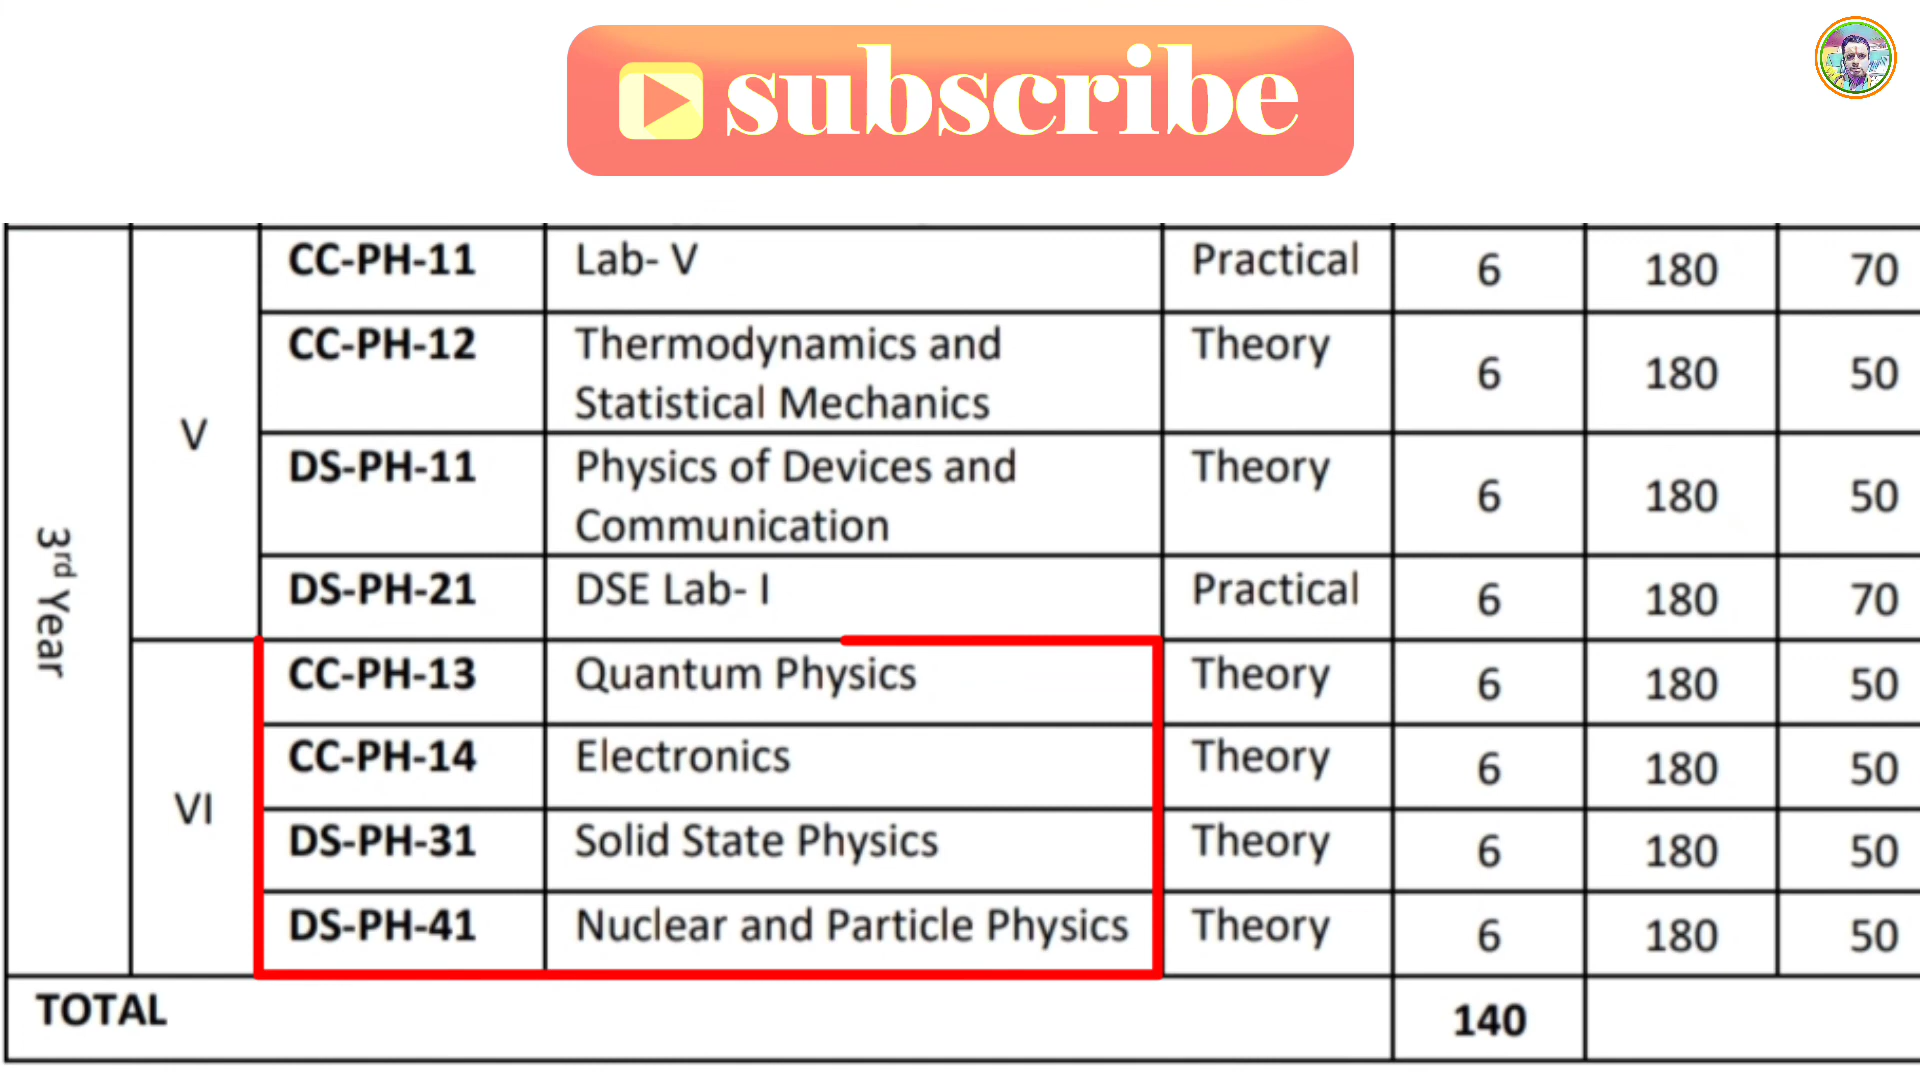 subscribe
3rd Year
V
CC-PH-11 Lab- V Practical 6 180 70
CC-PH-12 Thermodynamics and Theory 6 180 50
Statistical Mechanics
DS-PH-11 Physics of Devices and Theory 6 180 50
Communication
DS-PH-21 DSE Lab- I Practical 6 180 70
VI
CC-PH-13 Quantum Physics Theory 6 180 50
CC-PH-14 Electronics Theory 6 180 50
DS-PH-31 Solid State Physics Theory 6 180 50
DS-PH-41 Nuclear and Particle Physics Theory 6 180 50
TOTAL 140